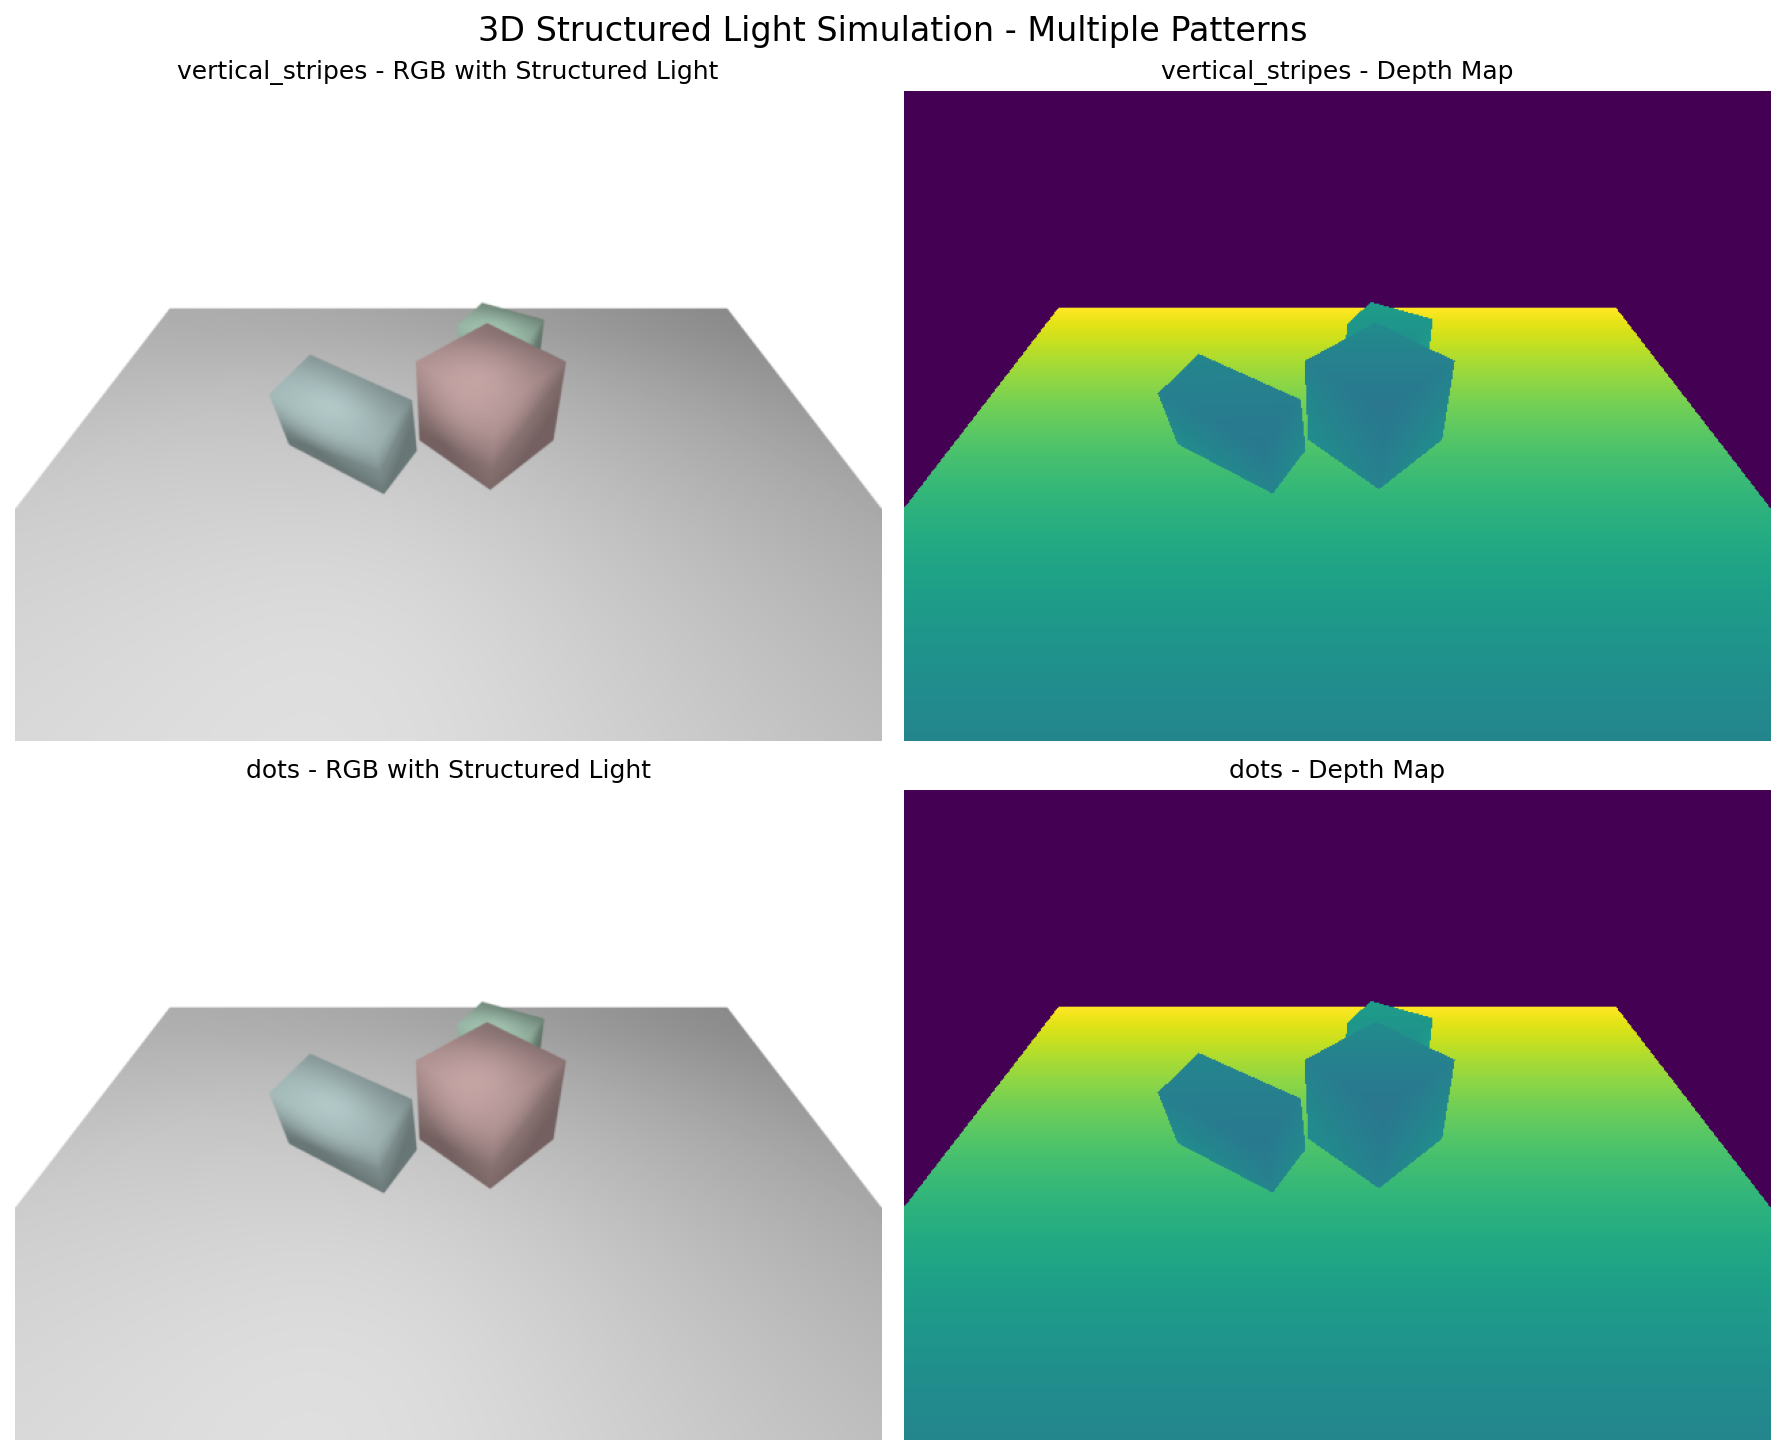 3D Structured Light Simulation - Multiple Patterns
vertical_stripes - RGB with Structured Light
vertical_stripes - Depth Map
dots - RGB with Structured Light
dots - Depth Map